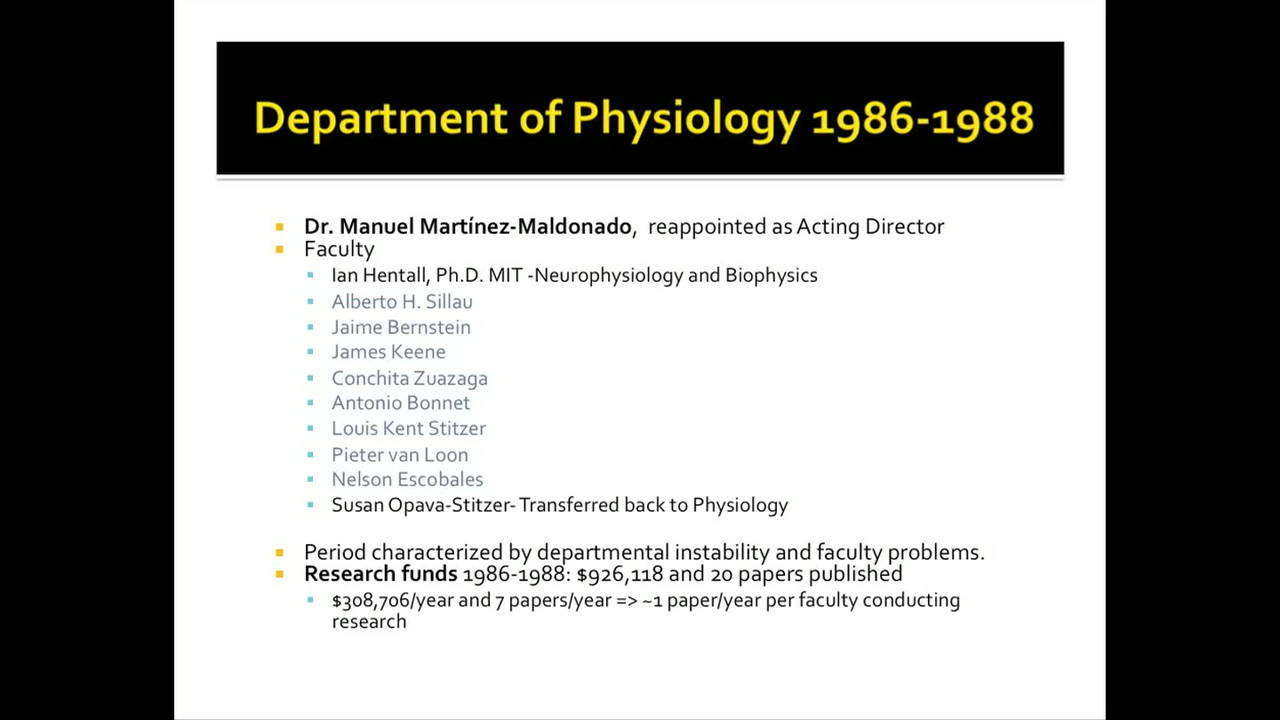 Department of Physiology 1986-1988
Dr. Manuel Martínez-Maldonado, reappointed as Acting Director
Faculty
Ian Hentall, Ph.D. MIT -Neurophysiology and Biophysics
Alberto H. Sillau
Jaime Bernstein
James Keene
Conchita Zuazaga
Antonio Bonnet
Louis Kent Stitzer
Pieter van Loon
Nelson Escobales
Susan Opava-Stitzer- Transferred back to Physiology
Period characterized by departmental instability and faculty problems.
Research funds 1986-1988: $926,118 and 20 papers published
$308,706/year and 7 papers/year => ~1 paper/year per faculty conducting
research